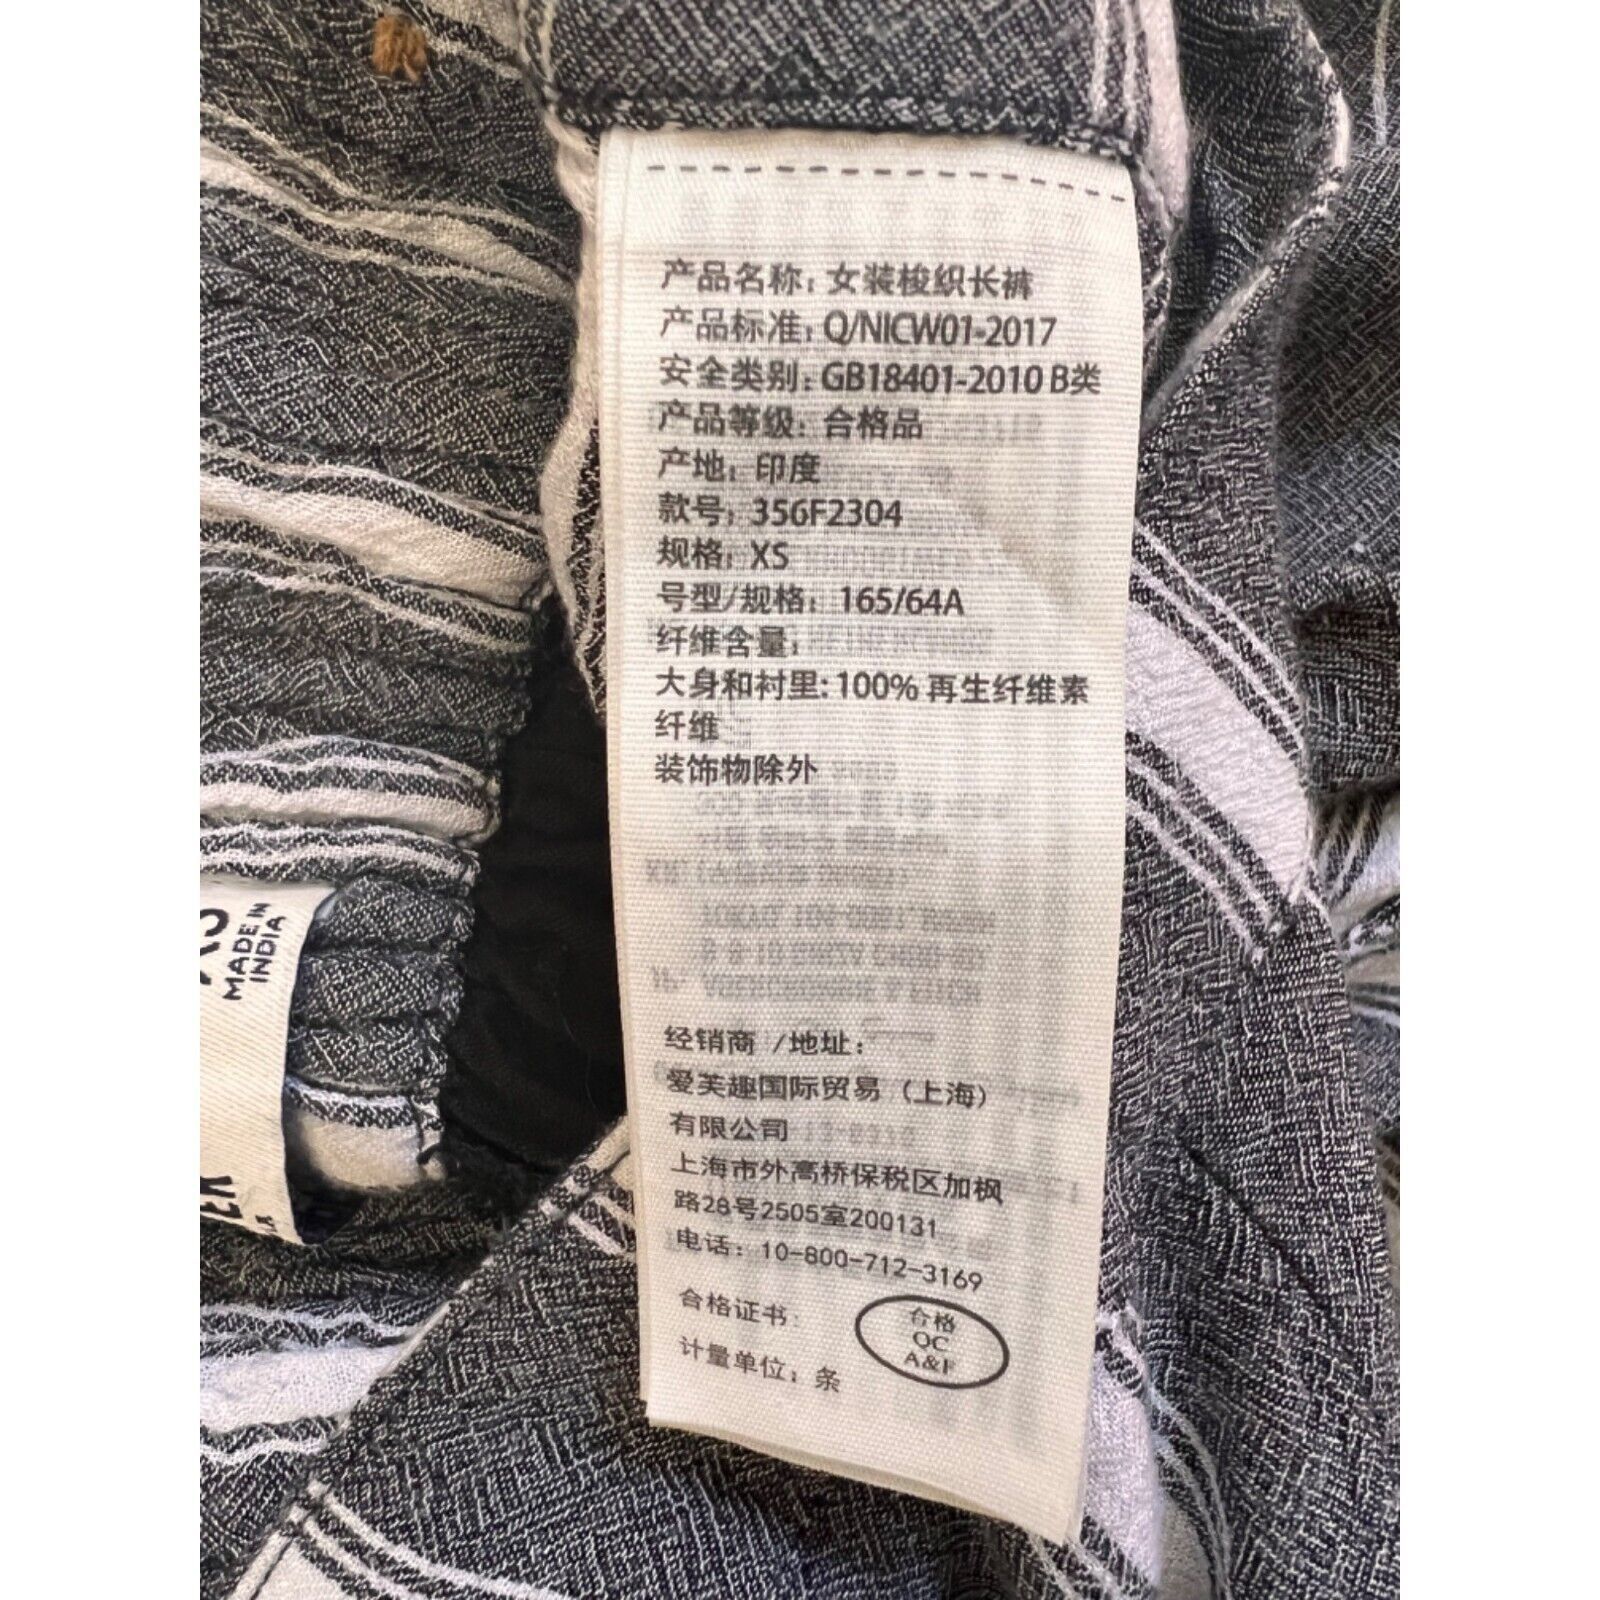 产品名称：女装梭织长裤
产品标准：Q/NICW01-2017
安全类别：GB18401-2010 B类
产品等级：合格品
产地：印度
款号：356F2304
规格：XS
号型/规格：165/64A
纤维含量：
大身和衬里：100% 再生纤维素
纤维
装饰物除外
经销商 /地址：
爱芙趣国际贸易（上海）
有限公司
上海市外高桥保税区加枫
路28号2505室200131
电话：10-800-712-3169
合格证书：
合格
QC
A&F
计量单位：条
MADE IN
INDIA